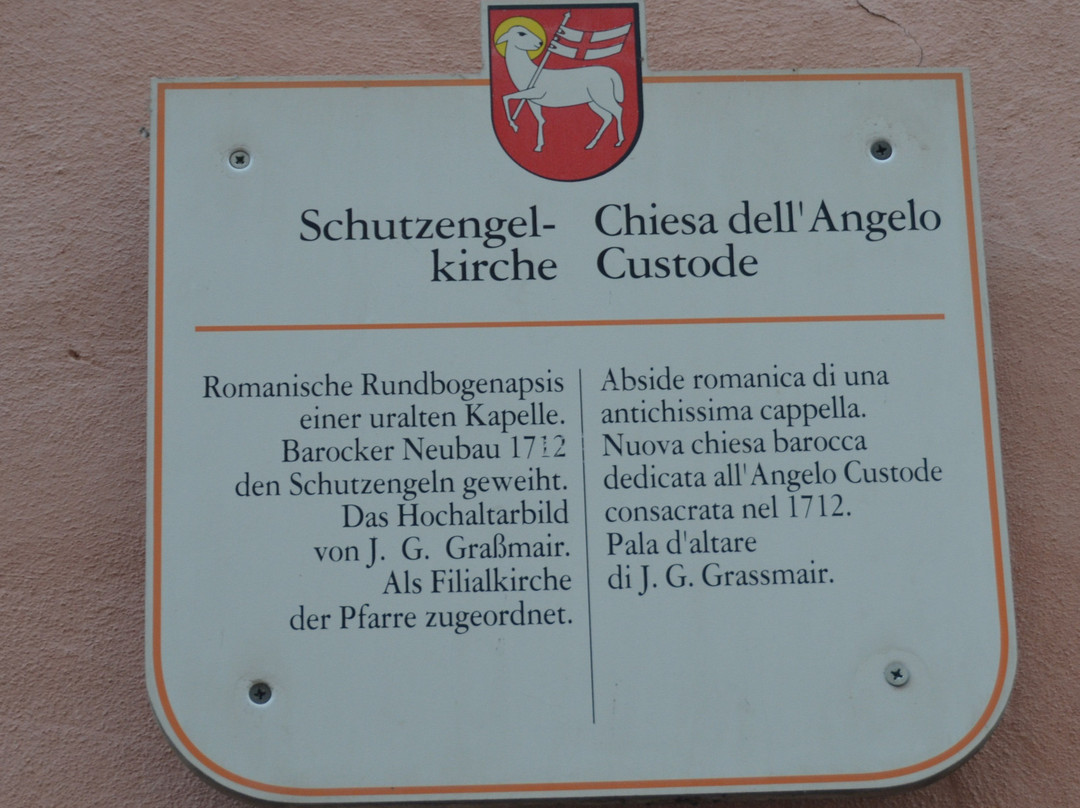 Schutzengel-
kirche
Chiesa dell'Angelo
Custode
Romanische Rundbogenapsis
einer uralten Kapelle.
Barocker Neubau 1712
den Schutzengeln geweiht.
Das Hochaltarbild
von J. G. Graßmair.
Als Filialkirche
der Pfarre zugeordnet.
Abside romanica di una
antichissima cappella.
Nuova chiesa barocca
dedicata all'Angelo Custode
consacrata nel 1712.
Pala d'altare
di J. G. Grassmair.